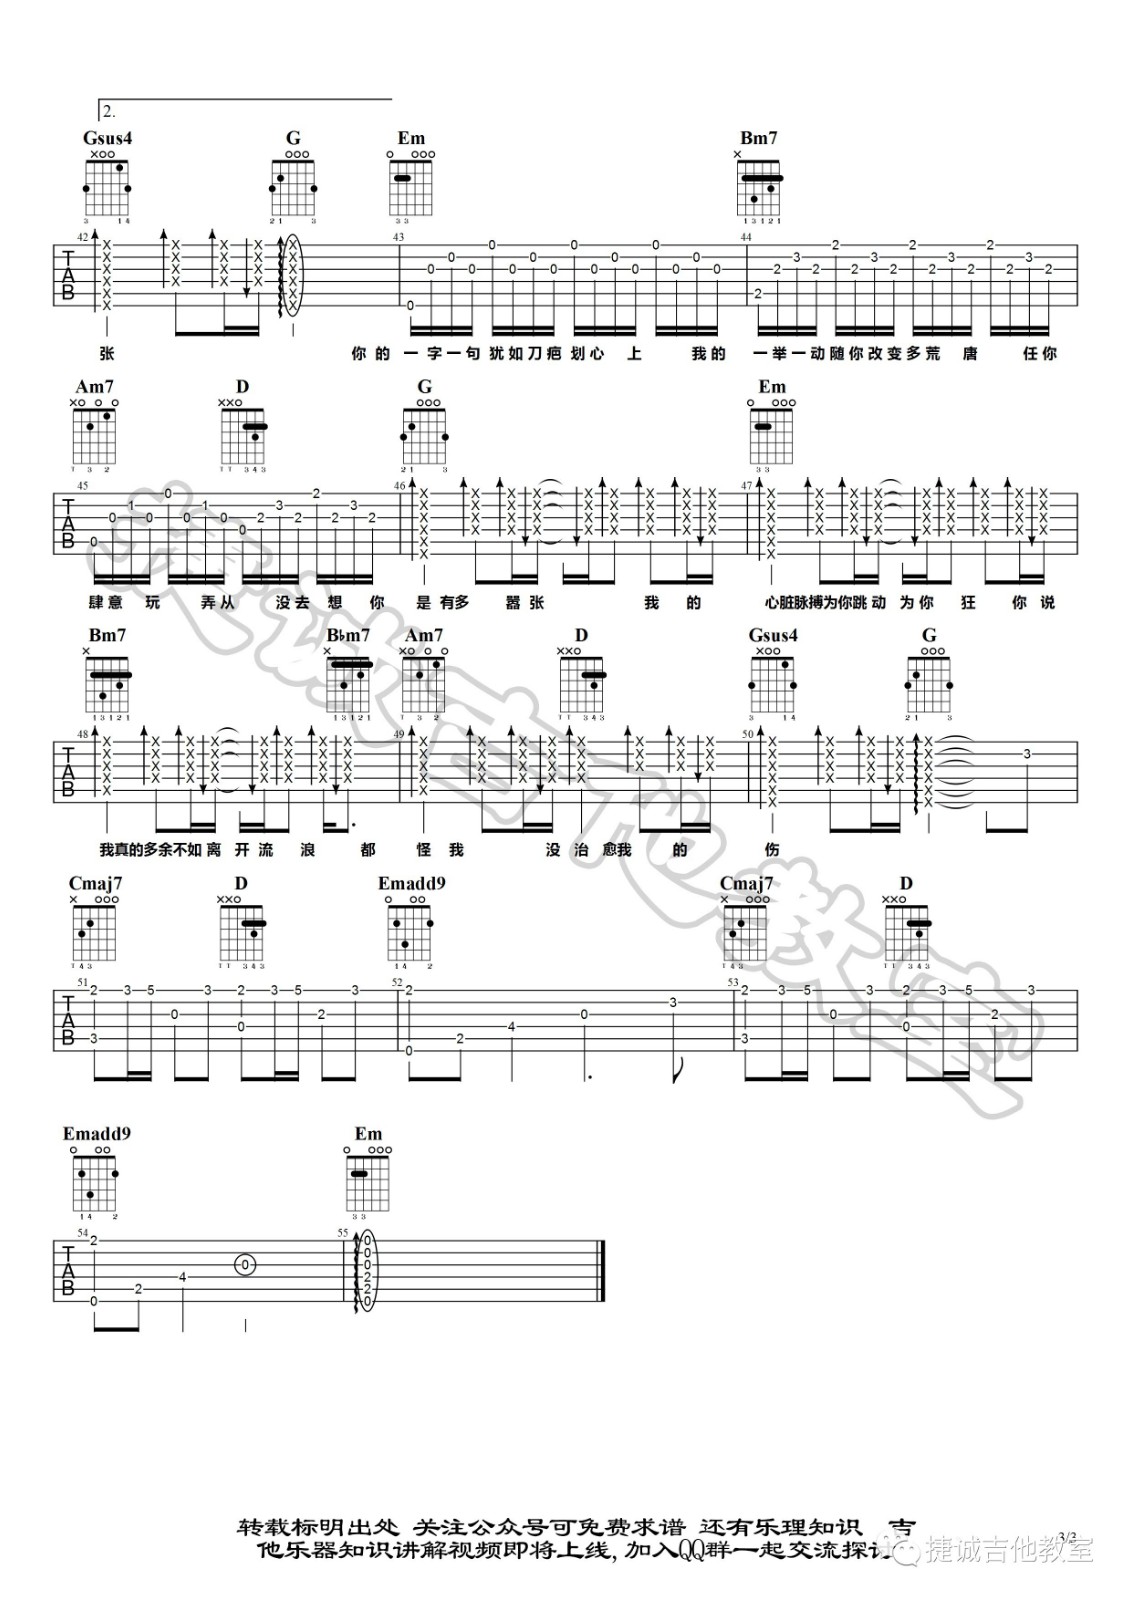 2.
Gsus4 G Em Bm7
42 43 44
张 你的 一字一句 犹如刀疤 划心上 我的 一举一动随你改变多荒 唐 任你
Am7 D G Em
45 46 47
肆意 玩 弄从 没去 想 你 是 有多 嚣 张 我 的 心脏脉搏为你跳动 为 你 狂 你 说
Bm7 B♭m7 Am7 D Gsus4 G
48 49 50
我真的多余不如 离 开 流 浪 都 怪 我 没 治 愈我 的 伤
Cmaj7 D Emadd9 Cmaj7 D
51 52 53
Emadd9 Em
54 55
捷诚吉他教室
转载标明出处 关注公众号可免费求谱 还有乐理知识 吉
他乐器知识讲解视频即将上线,加入QQ群一起交流探讨
捷诚吉他教室
3/3